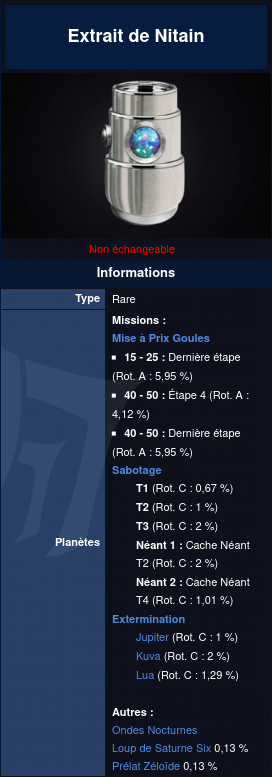 Extrait de Nitain
Non échangeable
Informations
Type
Rare
Planètes
Missions :
Mise à Prix Goules
▪ 15 - 25 : Dernière étape
(Rot. A : 5,95 %)
▪ 40 - 50 : Étape 4 (Rot. A :
4,12 %)
▪ 40 - 50 : Dernière étape
(Rot. A : 5,95 %)
Sabotage
T1 (Rot. C : 0,67 %)
T2 (Rot. C : 1 %)
T3 (Rot. C : 2 %)
Néant 1 : Cache Néant
T2 (Rot. C : 2 %)
Néant 2 : Cache Néant
T4 (Rot. C : 1,01 %)
Extermination
Jupiter (Rot. C : 1 %)
Kuva (Rot. C : 2 %)
Lua (Rot. C : 1,29 %)
Autres :
Ondes Nocturnes
Loup de Saturne Six 0,13 %
Prélat Zéloïde 0,13 %